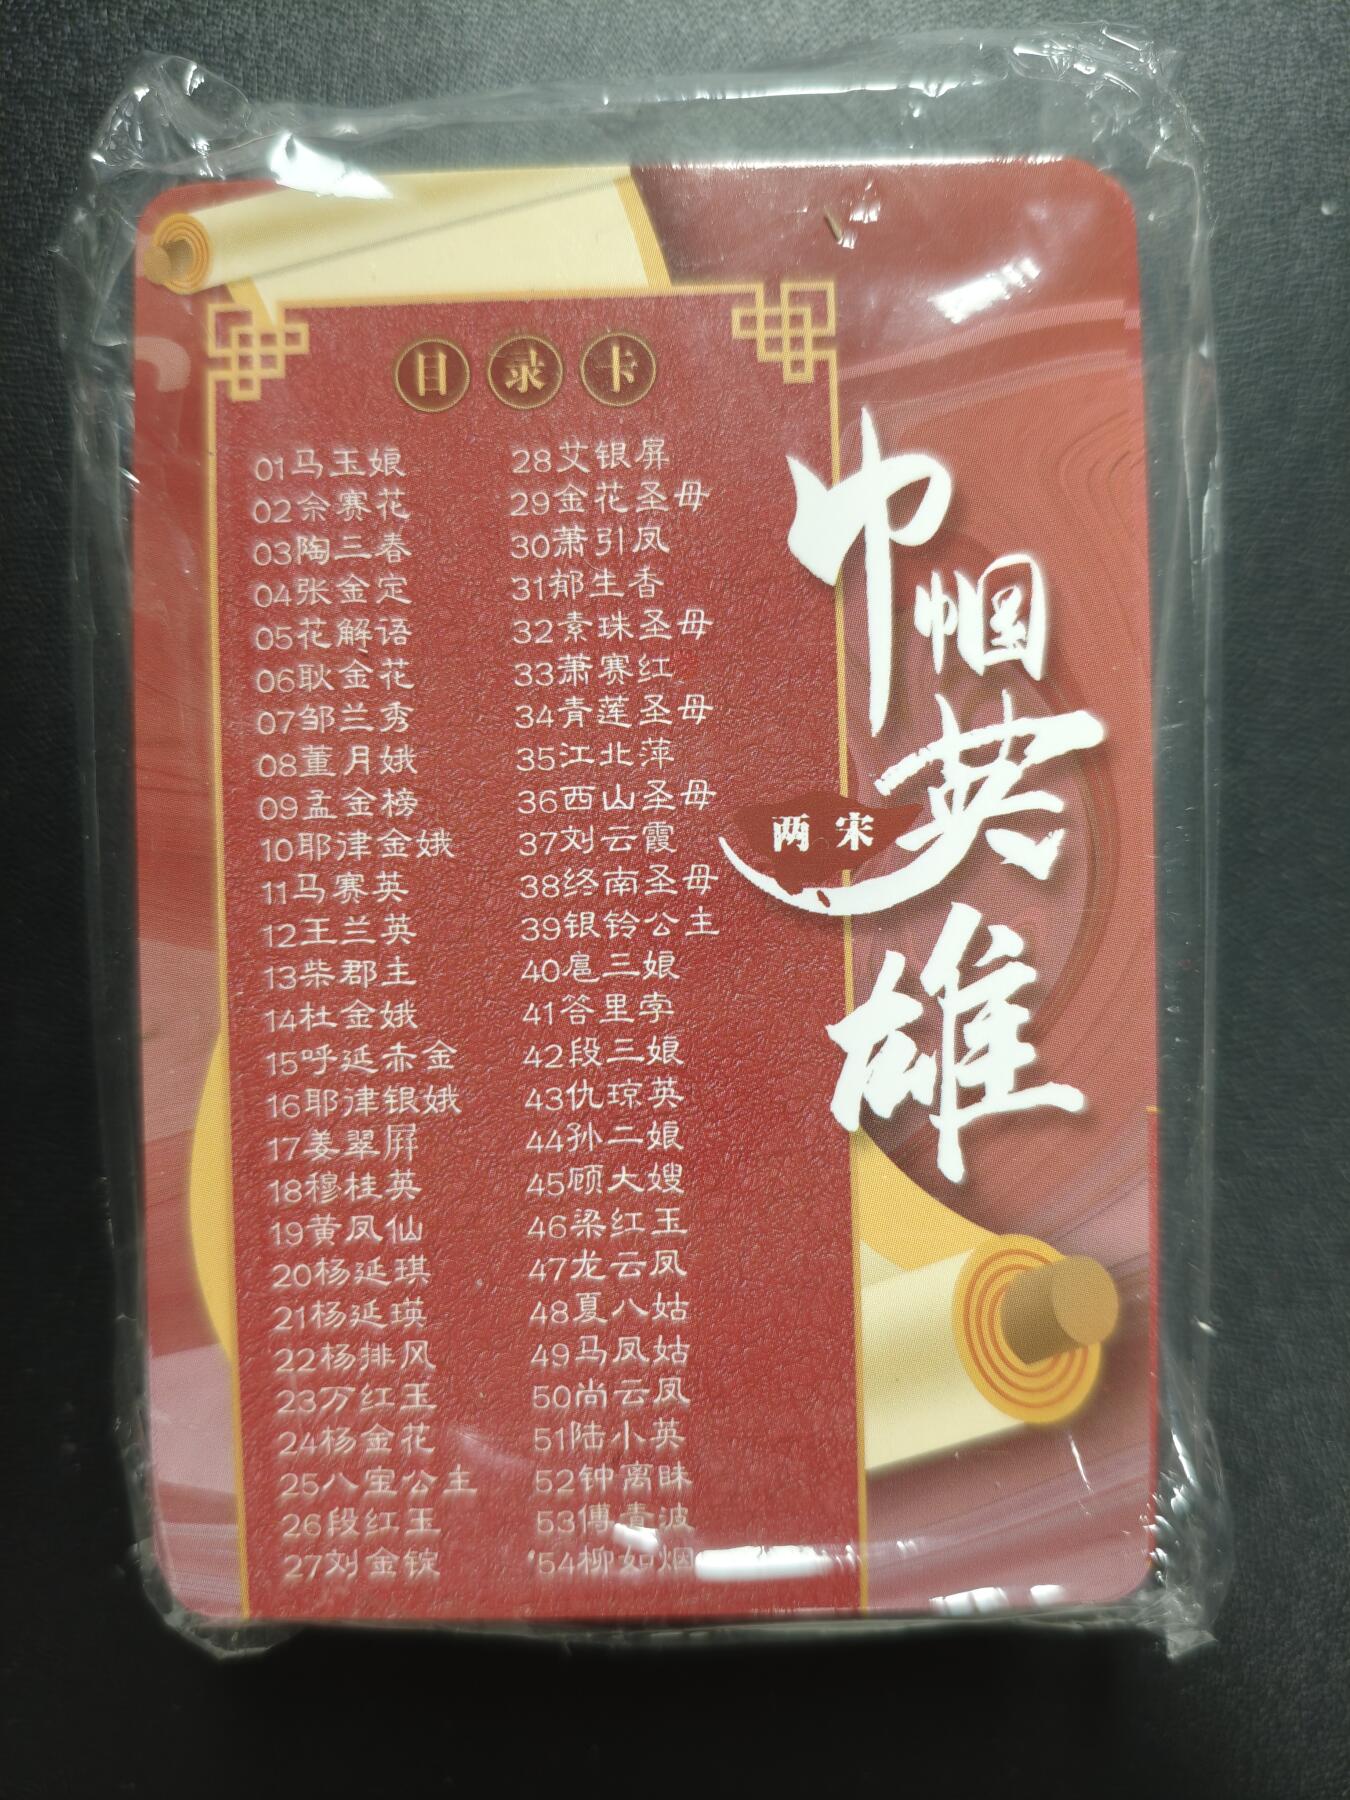 目录卡
01马玉娘
02佘赛花
03陶三春
04张金定
05花解语
06耿金花
07邹兰秀
08董月娥
09孟金榜
10耶津金娥
11马赛英
12王兰英
13柴郡主
14杜金娥
15呼延赤金
16耶津银娥
17姜翠屏
18穆桂英
19黄凤仙
20杨延琪
21杨延瑛
22杨排风
23万红玉
24杨金花
25八宝公主
26段红玉
27刘金锭
28艾银屏
29金花圣母
30萧引凤
31郁生香
32素珠圣母
33萧赛红
34青莲圣母
35江北萍
36西山圣母
37刘云霞
38终南圣母
39银铃公主
40扈三娘
41答里孛
42段三娘
43仇琼英
44孙二娘
45顾大嫂
46梁红玉
47龙云凤
48夏八姑
49马凤姑
50尚云凤
51陆小英
52钟离眛
53傅青波
54柳如烟
巾帼英雄
两宋